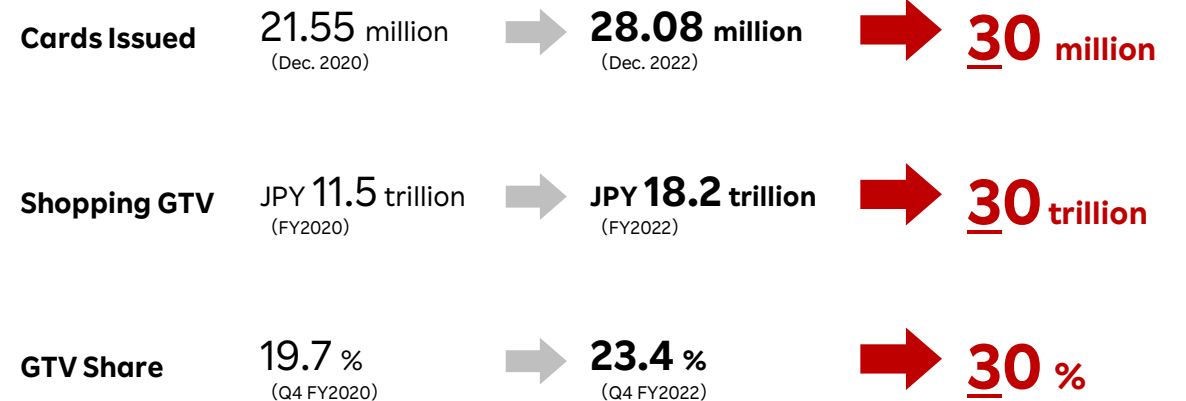 Cards Issued 21.55 million 28.08 million 30 million
（Dec. 2020） （Dec. 2022）
Shopping GTV JPY 11.5 trillion JPY 18.2 trillion 30 trillion
（FY2020） （FY2022）
GTV Share 19.7 % 23.4 % 30 %
（Q4 FY2020） （Q4 FY2022）